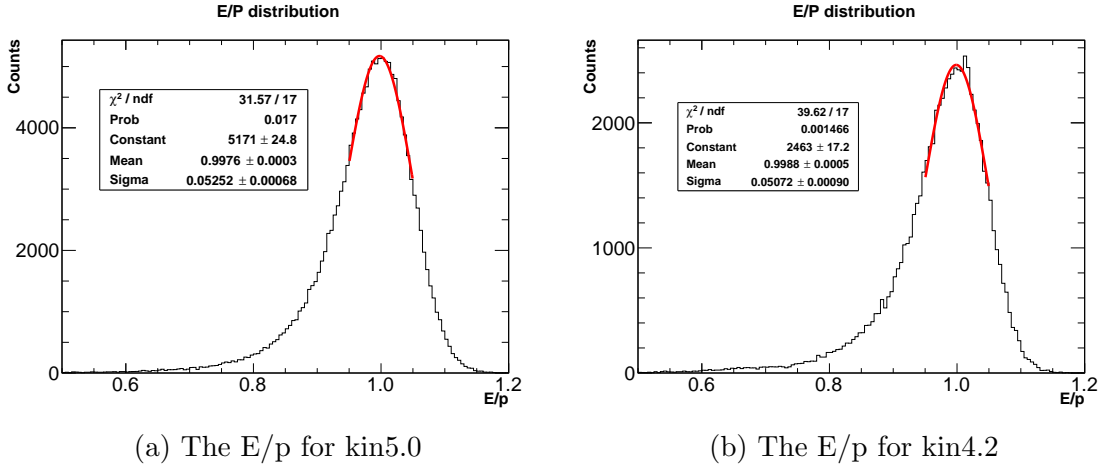 E/P distribution
Counts
4000
2000
0
χ² / ndf 31.57 / 17
Prob 0.017
Constant 5171 ± 24.8
Mean 0.9976 ± 0.0003
Sigma 0.05252 ± 0.00068
0.6 0.8 1.0 1.2
E/p
(a) The E/p for kin5.0
E/P distribution
Counts
2000
1000
0
χ² / ndf 39.62 / 17
Prob 0.001466
Constant 2463 ± 17.2
Mean 0.9988 ± 0.0005
Sigma 0.05072 ± 0.00090
0.6 0.8 1.0 1.2
E/p
(b) The E/p for kin4.2